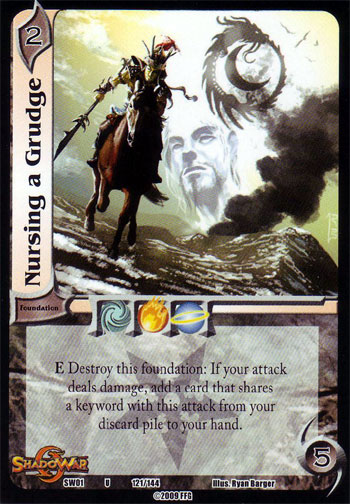 2
Nursing a Grudge
Foundation
E Destroy this foundation: If your attack
deals damage, add a card that shares
a keyword with this attack from your
discard pile to your hand.
5
SHADOWAR
SW01 U 121/144 Illus. Ryan Barger
©2009 FFG